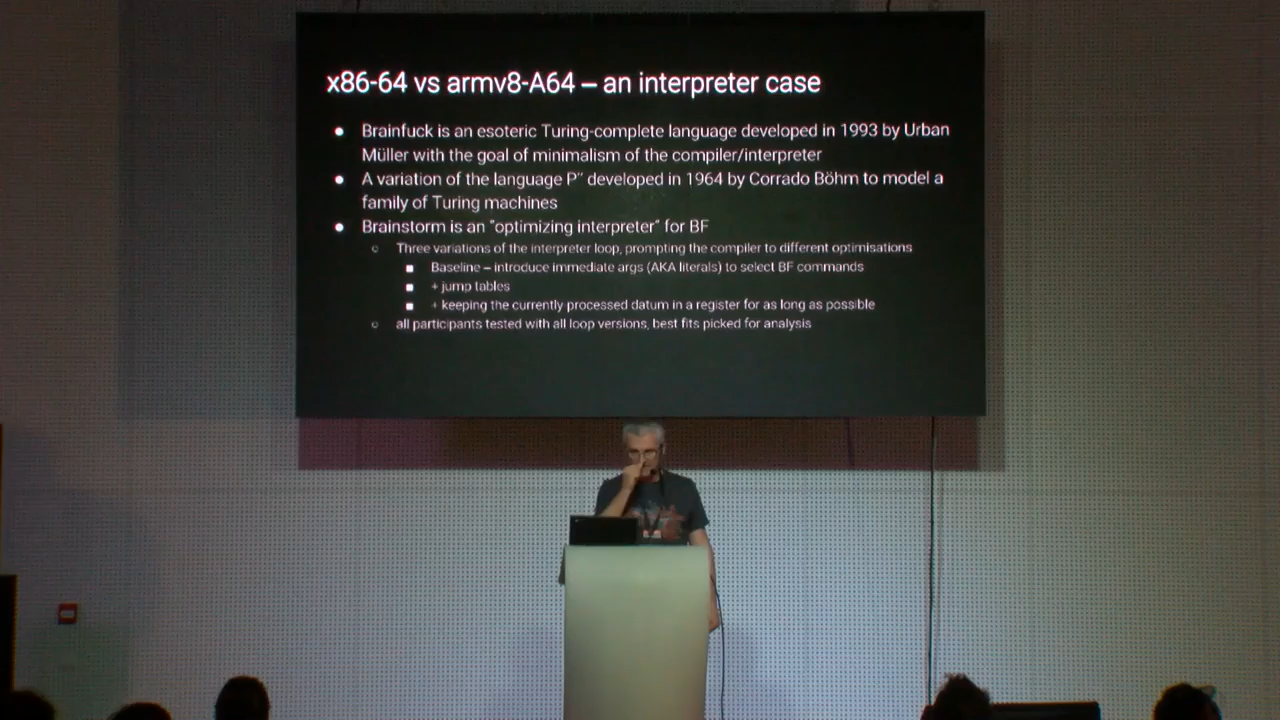 x86-64 vs armv8-A64 – an interpreter case
● Brainfuck is an esoteric Turing-complete language developed in 1993 by Urban
Müller with the goal of minimalism of the compiler/interpreter
● A variation of the language P′′ developed in 1964 by Corrado Böhm to model a
family of Turing machines
● Brainstorm is an "optimizing interpreter" for BF
○ Three variations of the interpreter loop, prompting the compiler to different optimisations
■ Baseline – introduce immediate args (AKA literals) to select BF commands
■ + jump tables
■ + keeping the currently processed datum in a register for as long as possible
○ all participants tested with all loop versions, best fits picked for analysis